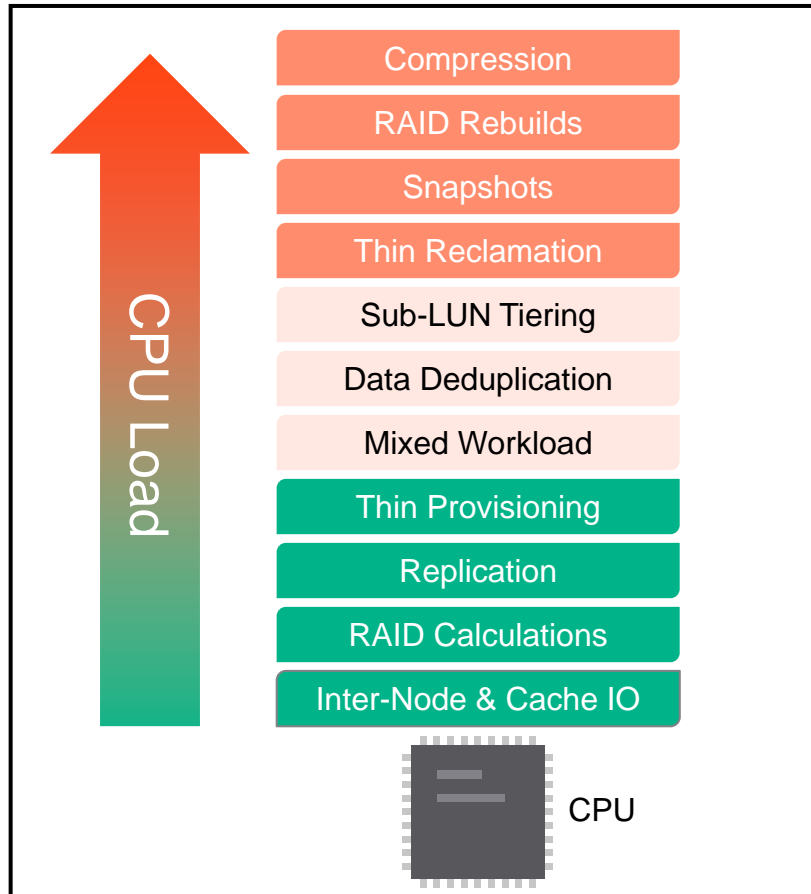 Compression
RAID Rebuilds
Snapshots
Thin Reclamation
Sub-LUN Tiering
Data Deduplication
Mixed Workload
Thin Provisioning
Replication
RAID Calculations
Inter-Node & Cache IO
CPU Load
CPU